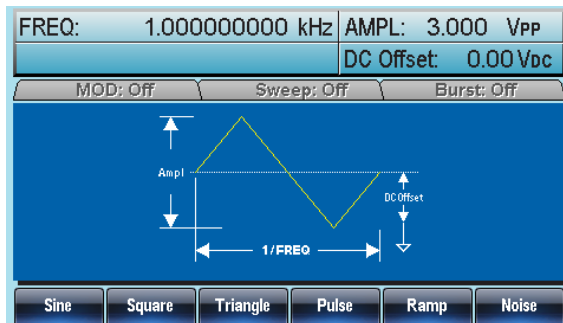 FREQ: 1.000000000 kHz AMPL: 3.000 VPP
DC Offset: 0.00 VDC
MOD: Off Sweep: Off Burst: Off
Ampl
DC Offset
1/FREQ
Sine Square Triangle Pulse Ramp Noise